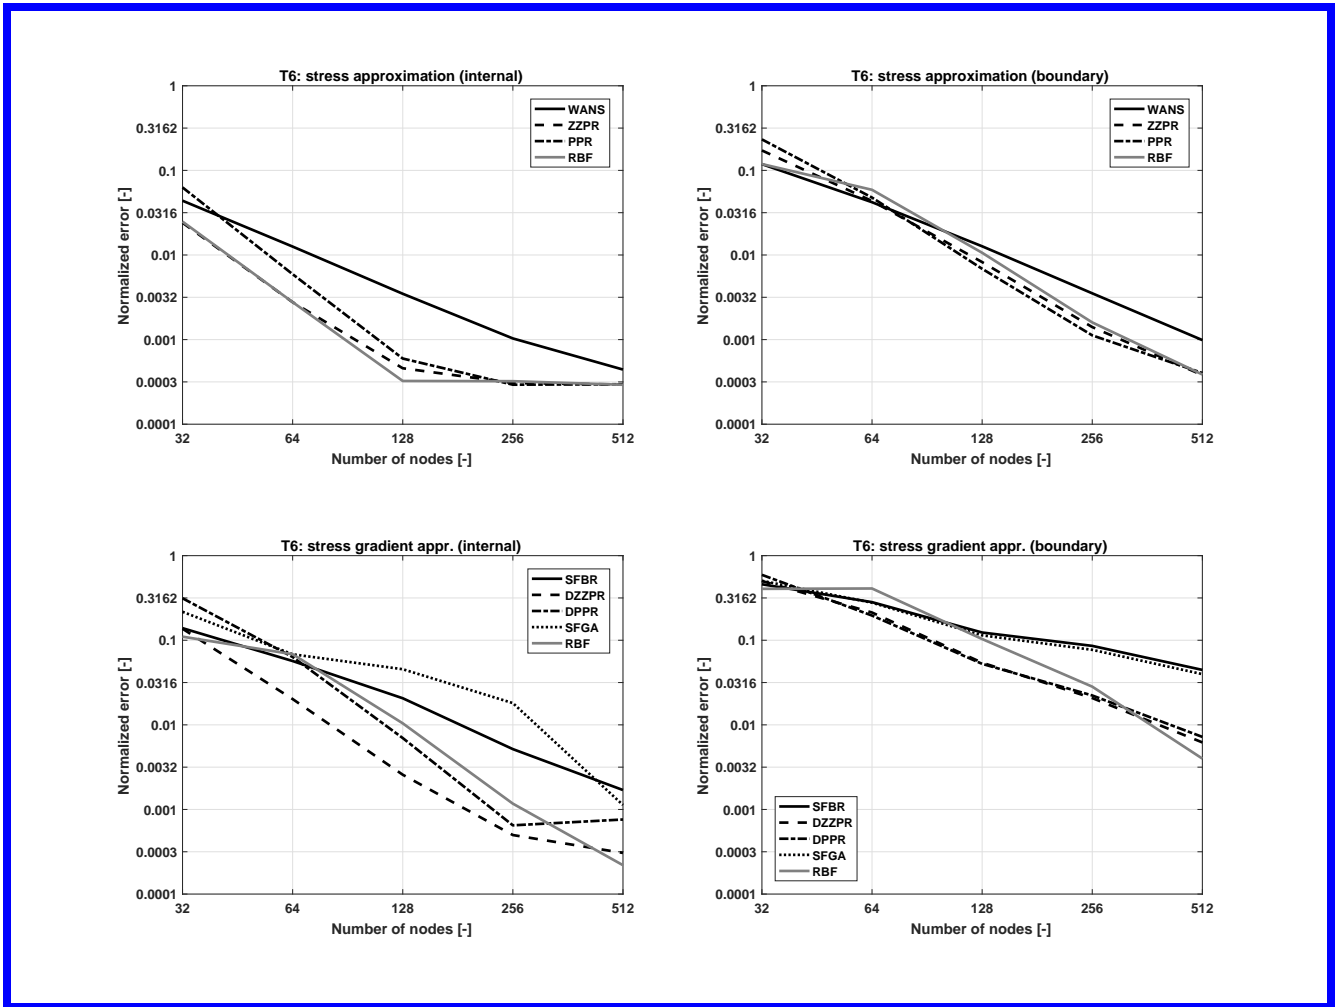 T6: stress approximation (internal)
1
0.3162
0.1
0.0316
0.01
0.0032
0.001
0.0003
0.0001
Normalized error [-]
32 64 128 256 512
Number of nodes [-]
WANS
ZZPR
PPR
RBF
T6: stress approximation (boundary)
1
0.3162
0.1
0.0316
0.01
0.0032
0.001
0.0003
0.0001
Normalized error [-]
32 64 128 256 512
Number of nodes [-]
WANS
ZZPR
PPR
RBF
T6: stress gradient appr. (internal)
1
0.3162
0.1
0.0316
0.01
0.0032
0.001
0.0003
0.0001
Normalized error [-]
32 64 128 256 512
Number of nodes [-]
SFBR
DZZPR
DPPR
SFGA
RBF
T6: stress gradient appr. (boundary)
1
0.3162
0.1
0.0316
0.01
0.0032
0.001
0.0003
0.0001
Normalized error [-]
32 64 128 256 512
Number of nodes [-]
SFBR
DZZPR
DPPR
SFGA
RBF